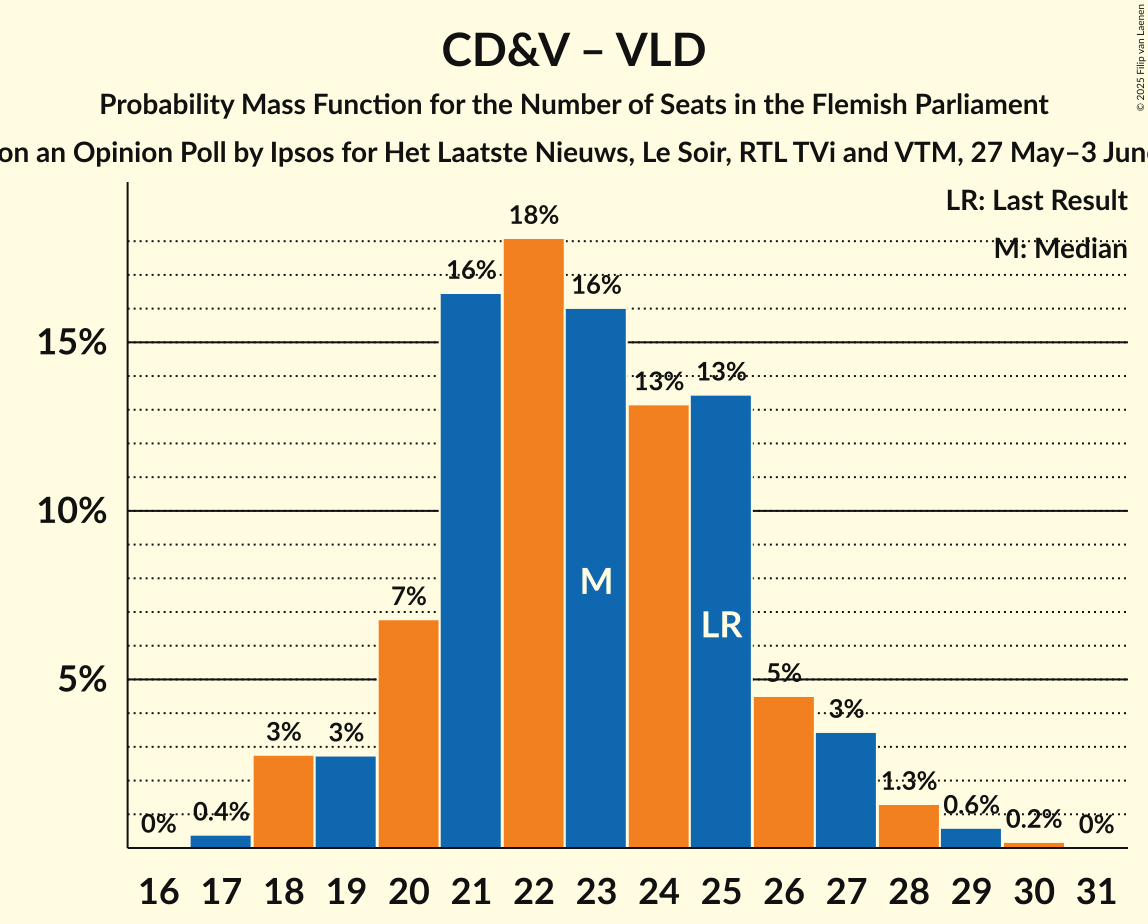 © 2025 Filip van Laenen
CD&V – VLD
Probability Mass Function for the Number of Seats in the Flemish Parliament
on an Opinion Poll by Ipsos for Het Laatste Nieuws, Le Soir, RTL TVi and VTM, 27 May–3 June
LR: Last Result
M: Median
18%
16%
16%
15%
13%
13%
10%
M
7%
LR
5%
5%
3%
3%
3%
1.3%
0.6%
0.4%
0.2%
0%
0%
16 17 18 19 20 21 22 23 24 25 26 27 28 29 30 31